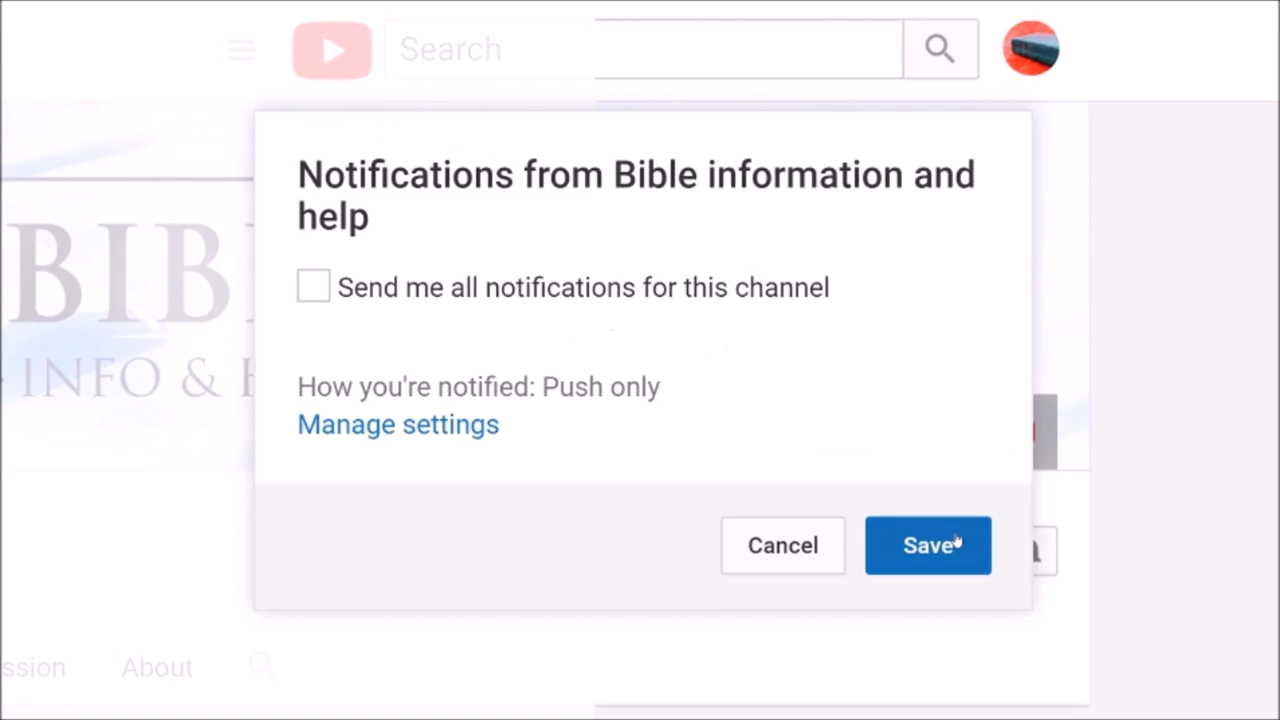 Search
Notifications from Bible information and
help
Send me all notifications for this channel
How you're notified: Push only
Manage settings
Cancel
Save
BIB
INFO & H
ssion
About